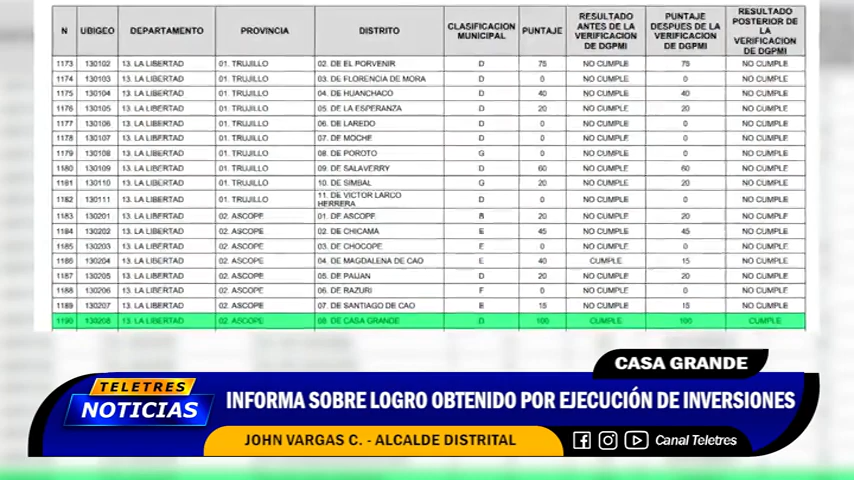 N UBIGEO DEPARTAMENTO PROVINCIA DISTRITO CLASIFICACION MUNICIPAL PUNTAJE RESULTADO ANTES DE LA VERIFICACION DE DGPMI PUNTAJE DESPUES DE LA VERIFICACION DE DGPMI RESULTADO POSTERIOR DE LA VERIFICACION DE DGPMI
1173 130102 13. LA LIBERTAD 01. TRUJILLO 02. DE EL PORVENIR D 75 NO CUMPLE 75 NO CUMPLE
1174 130103 13. LA LIBERTAD 01. TRUJILLO 03. DE FLORENCIA DE MORA D 0 NO CUMPLE 0 NO CUMPLE
1175 130104 13. LA LIBERTAD 01. TRUJILLO 04. DE HUANCHACO D 40 NO CUMPLE 40 NO CUMPLE
1176 130105 13. LA LIBERTAD 01. TRUJILLO 05. DE LA ESPERANZA D 20 NO CUMPLE 20 NO CUMPLE
1177 130106 13. LA LIBERTAD 01. TRUJILLO 06. DE LAREDO D 0 NO CUMPLE 0 NO CUMPLE
1178 130107 13. LA LIBERTAD 01. TRUJILLO 07. DE MOCHE D 0 NO CUMPLE 0 NO CUMPLE
1179 130108 13. LA LIBERTAD 01. TRUJILLO 08. DE POROTO G 0 NO CUMPLE 0 NO CUMPLE
1180 130109 13. LA LIBERTAD 01. TRUJILLO 09. DE SALAVERRY D 60 NO CUMPLE 60 NO CUMPLE
1181 130110 13. LA LIBERTAD 01. TRUJILLO 10. DE SIMBAL G 20 NO CUMPLE 20 NO CUMPLE
1182 130111 13. LA LIBERTAD 01. TRUJILLO 11. DE VICTOR LARCO HERRERA D 0 NO CUMPLE 0 NO CUMPLE
1183 130201 13. LA LIBERTAD 02. ASCOPE 01. DE ASCOPE B 20 NO CUMPLE 20 NO CUMPLE
1184 130202 13. LA LIBERTAD 02. ASCOPE 02. DE CHICAMA E 45 NO CUMPLE 45 NO CUMPLE
1185 130203 13. LA LIBERTAD 02. ASCOPE 03. DE CHOCOPE E 0 NO CUMPLE 0 NO CUMPLE
1186 130204 13. LA LIBERTAD 02. ASCOPE 04. DE MAGDALENA DE CAO E 40 CUMPLE 15 NO CUMPLE
1187 130205 13. LA LIBERTAD 02. ASCOPE 05. DE PAIJAN D 20 NO CUMPLE 20 NO CUMPLE
1188 130206 13. LA LIBERTAD 02. ASCOPE 06. DE RAZURI F 0 NO CUMPLE 0 NO CUMPLE
1189 130207 13. LA LIBERTAD 02. ASCOPE 07. DE SANTIAGO DE CAO E 15 NO CUMPLE 15 NO CUMPLE
1190 130208 13. LA LIBERTAD 02. ASCOPE 08. DE CASA GRANDE D 100 CUMPLE 100 CUMPLE
CASA GRANDE
TELETRES
NOTICIAS
INFORMA SOBRE LOGRO OBTENIDO POR EJECUCIÓN DE INVERSIONES
JOHN VARGAS C. - ALCALDE DISTRITAL
Canal Teletres